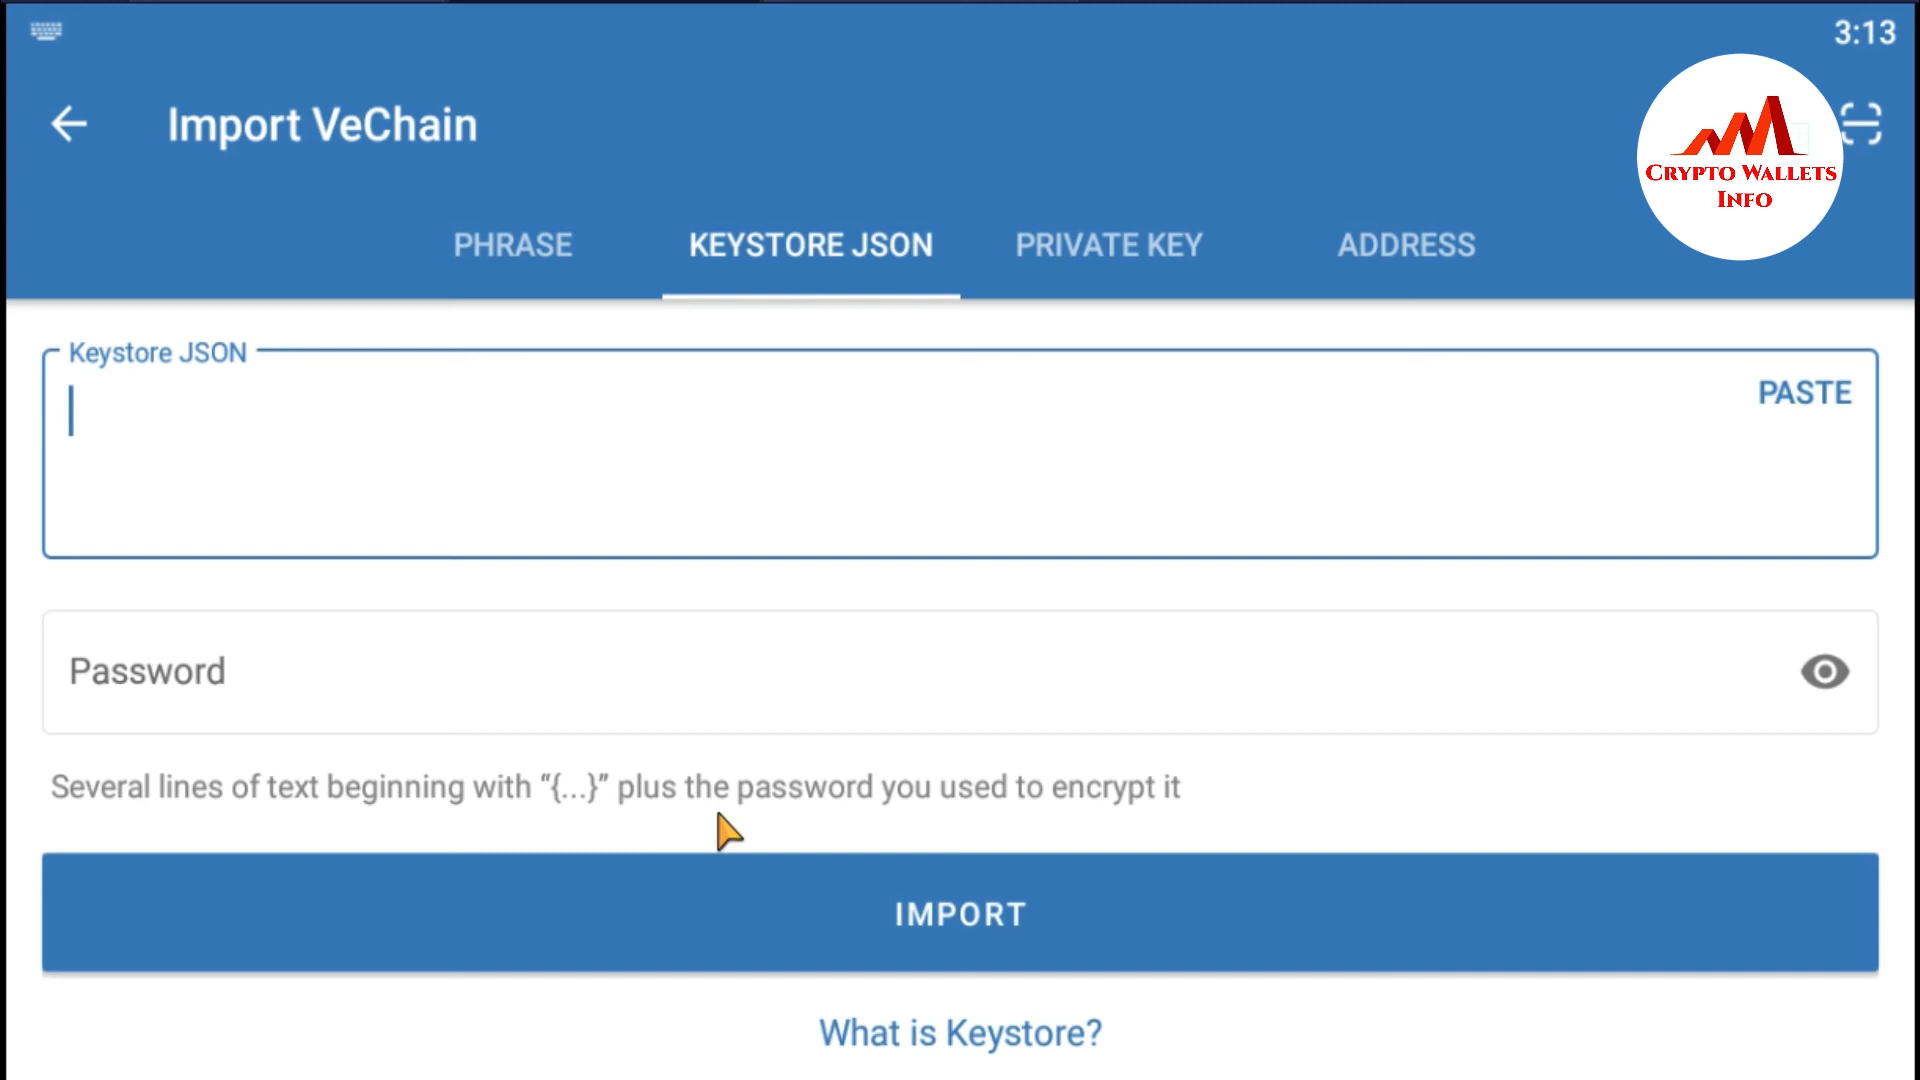 3:13
Import VeChain
CRYPTO WALLETS
INFO
PHRASE
KEYSTORE JSON
PRIVATE KEY
ADDRESS
Keystore JSON
PASTE
Password
Several lines of text beginning with “{...}” plus the password you used to encrypt it
IMPORT
What is Keystore?